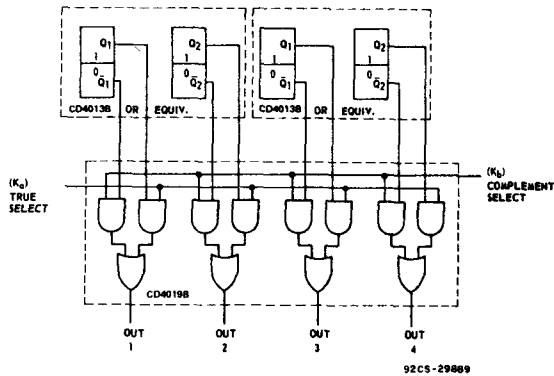 Q1 Q2 Q1 Q2
1 1 1 1
0 0 0 0
Q̄1 Q̄2 Q̄1 Q̄2
CD4013B OR EQUIV. CD4013B OR EQUIV.
(Ka) TRUE SELECT
(Kb) COMPLEMENT SELECT
CD4019B
OUT 1 OUT 2 OUT 3 OUT 4
92CS-29889